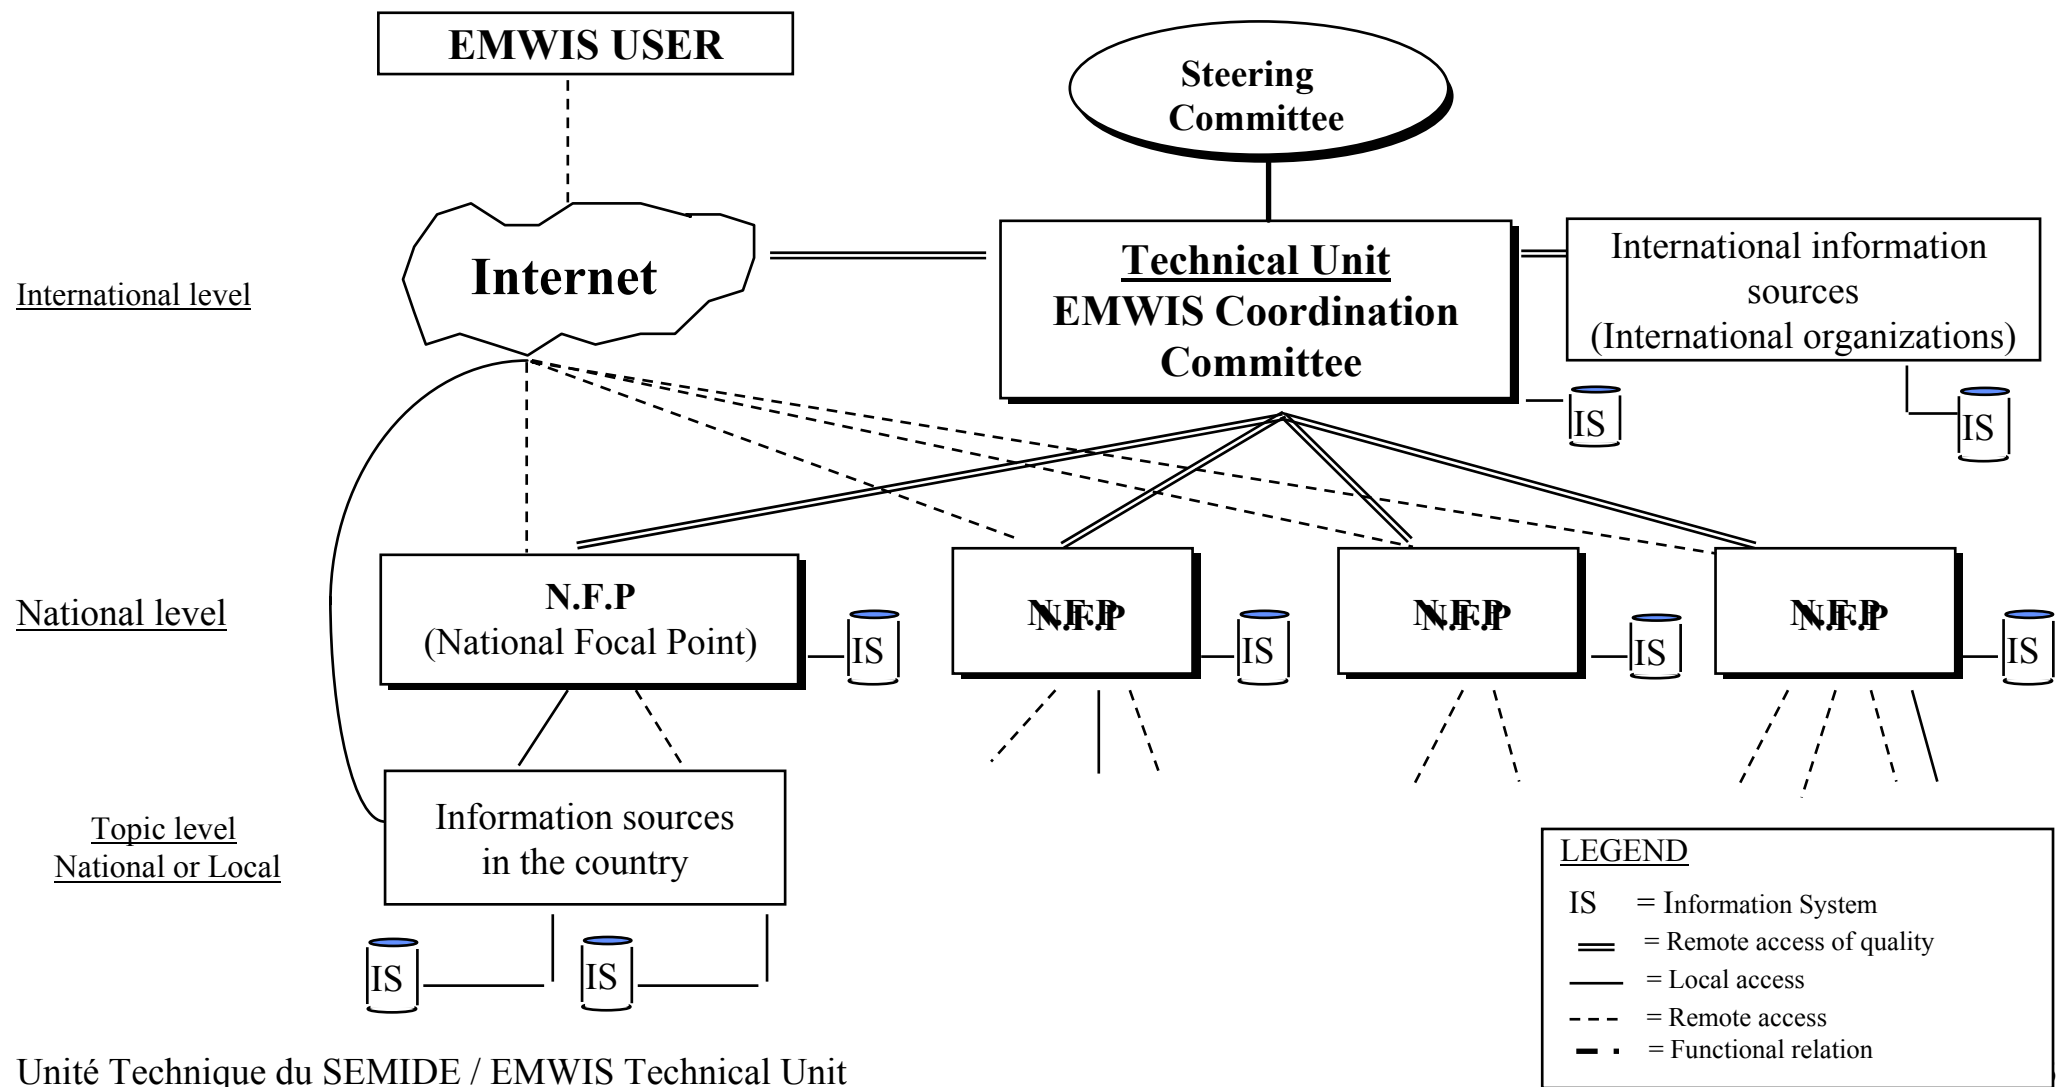 EMWIS USER
Steering
Committee
Internet
Technical Unit
EMWIS Coordination
Committee
International information
sources
(International organizations)
International level
IS
IS
National level
N.F.P
(National Focal Point)
IS
N.F.P
IS
N.F.P
IS
N.F.P
IS
Topic level
National or Local
Information sources
in the country
IS
IS
LEGEND
IS = Information System
= Remote access of quality
= Local access
= Remote access
= Functional relation
Unité Technique du SEMIDE / EMWIS Technical Unit